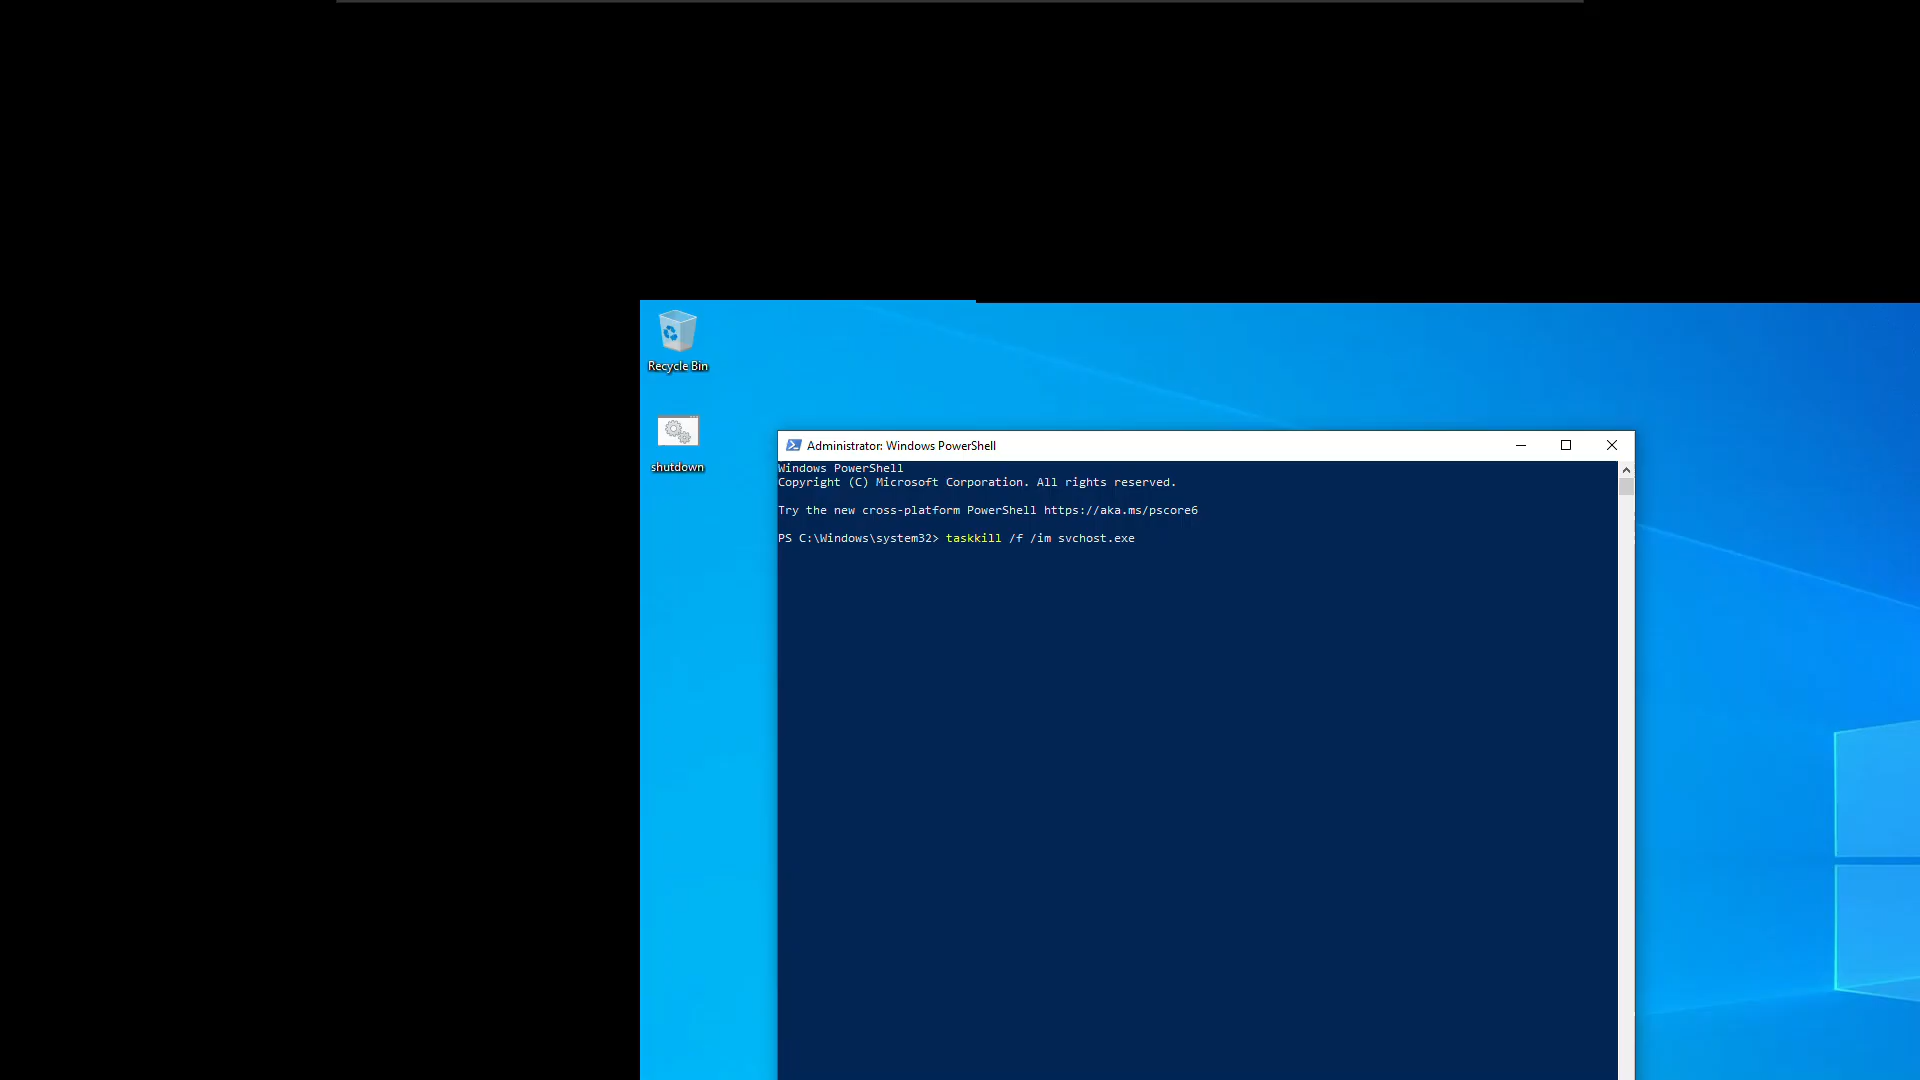 Recycle Bin
shutdown
Administrator: Windows PowerShell
Windows PowerShell
Copyright (C) Microsoft Corporation. All rights reserved.
Try the new cross-platform PowerShell https://aka.ms/pscore6
PS C:\Windows\system32> taskkill /f /im svchost.exe